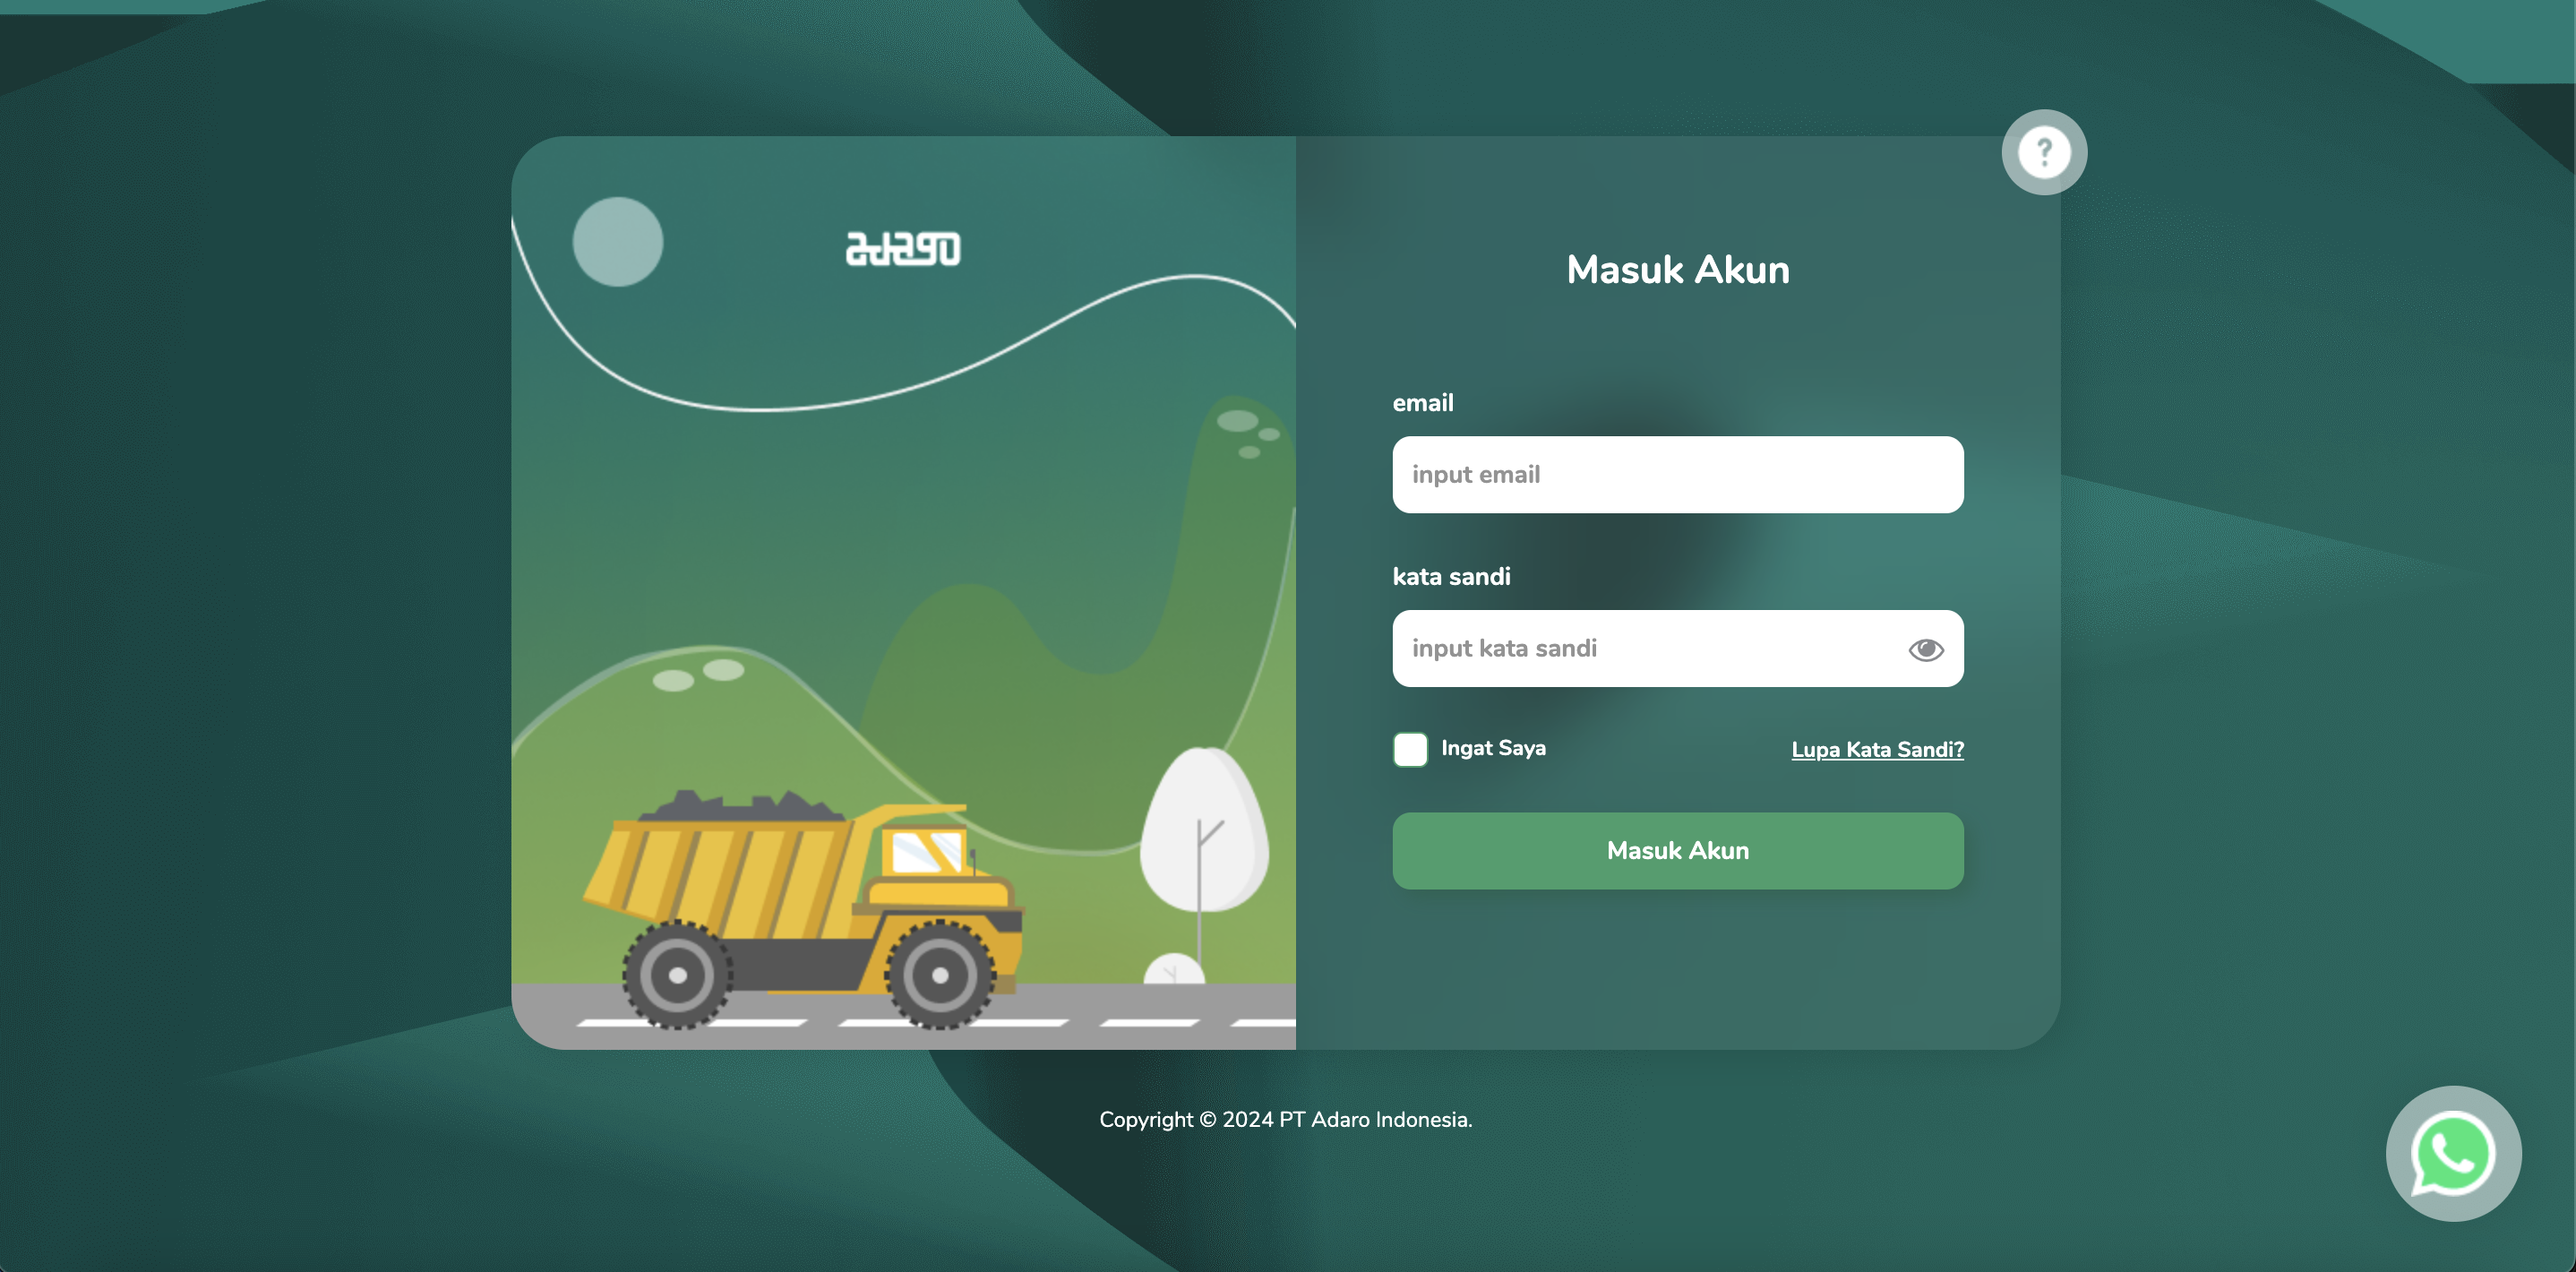 adaro
?
Masuk Akun
email
input email
kata sandi
input kata sandi
Ingat Saya
Lupa Kata Sandi?
Masuk Akun
Copyright © 2024 PT Adaro Indonesia.